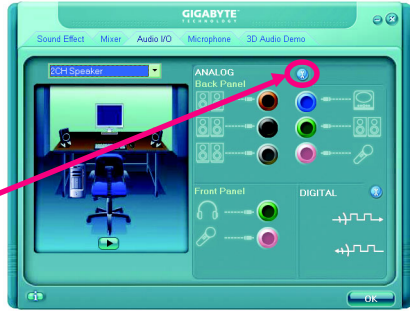 GIGABYTE
TECHNOLOGY
Sound Effect Mixer Audio I/O Microphone 3D Audio Demo
2CH Speaker
ANALOG
Back Panel
Front Panel
DIGITAL
OK